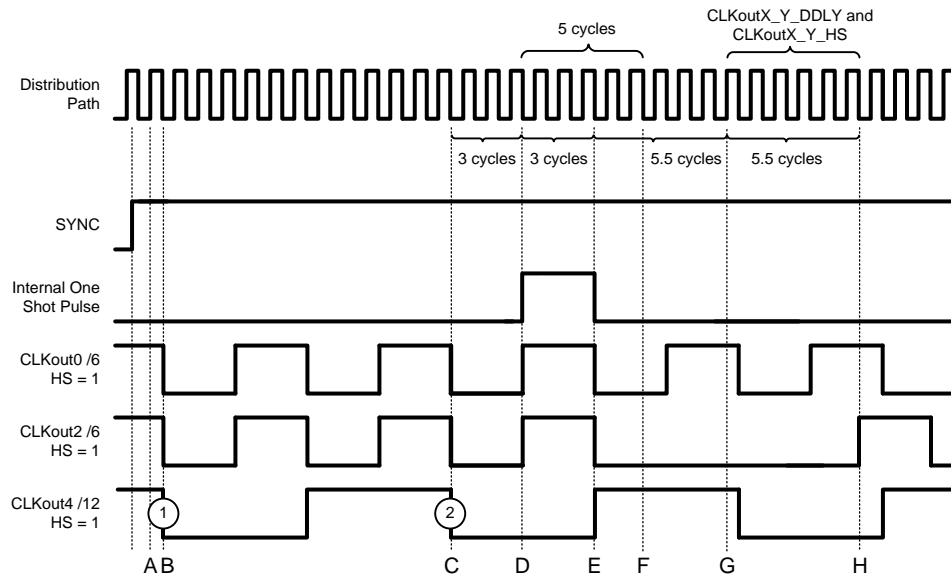 CLKoutX_Y_DDLY and
CLKoutX_Y_HS
5 cycles
Distribution
Path
3 cycles
3 cycles
5.5 cycles
5.5 cycles
SYNC
Internal One
Shot Pulse
CLKout0 /6
HS = 1
CLKout2 /6
HS = 1
CLKout4 /12
HS = 1
1
2
A B C D E F G H